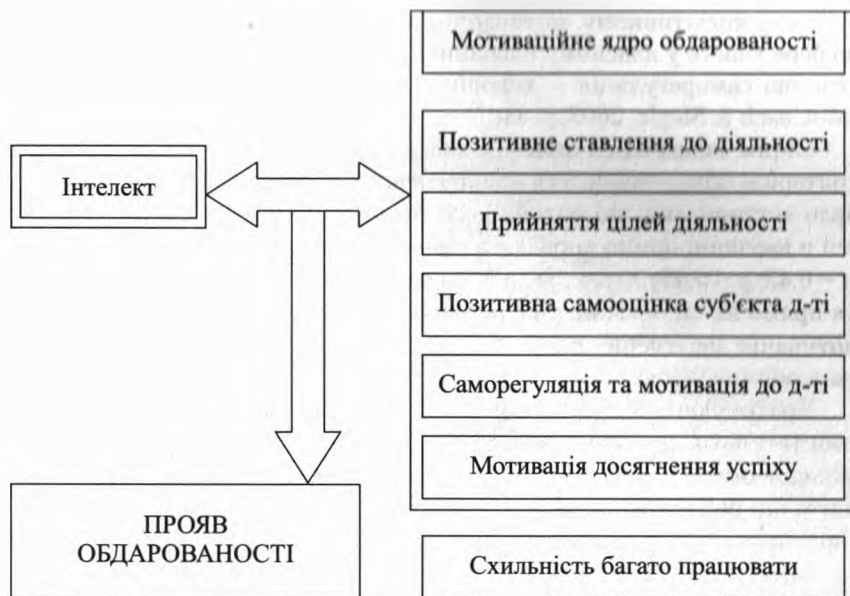 Мотиваційне ядро обдарованості
Позитивне ставлення до діяльності
Інтелект
Прийняття цілей діяльності
Позитивна самооцінка суб'єкта д-ті
Саморегуляція та мотивація до д-ті
Мотивація досягнення успіху
ПРОЯВ
ОБДАРОВАНОСТІ
Схильність багато працювати